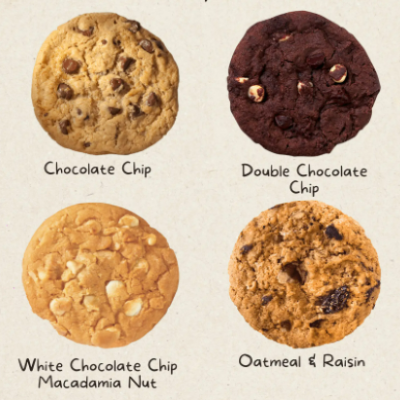 Chocolate Chip
Double Chocolate
Chip
White Chocolate Chip
Macadamia Nut
Oatmeal & Raisin